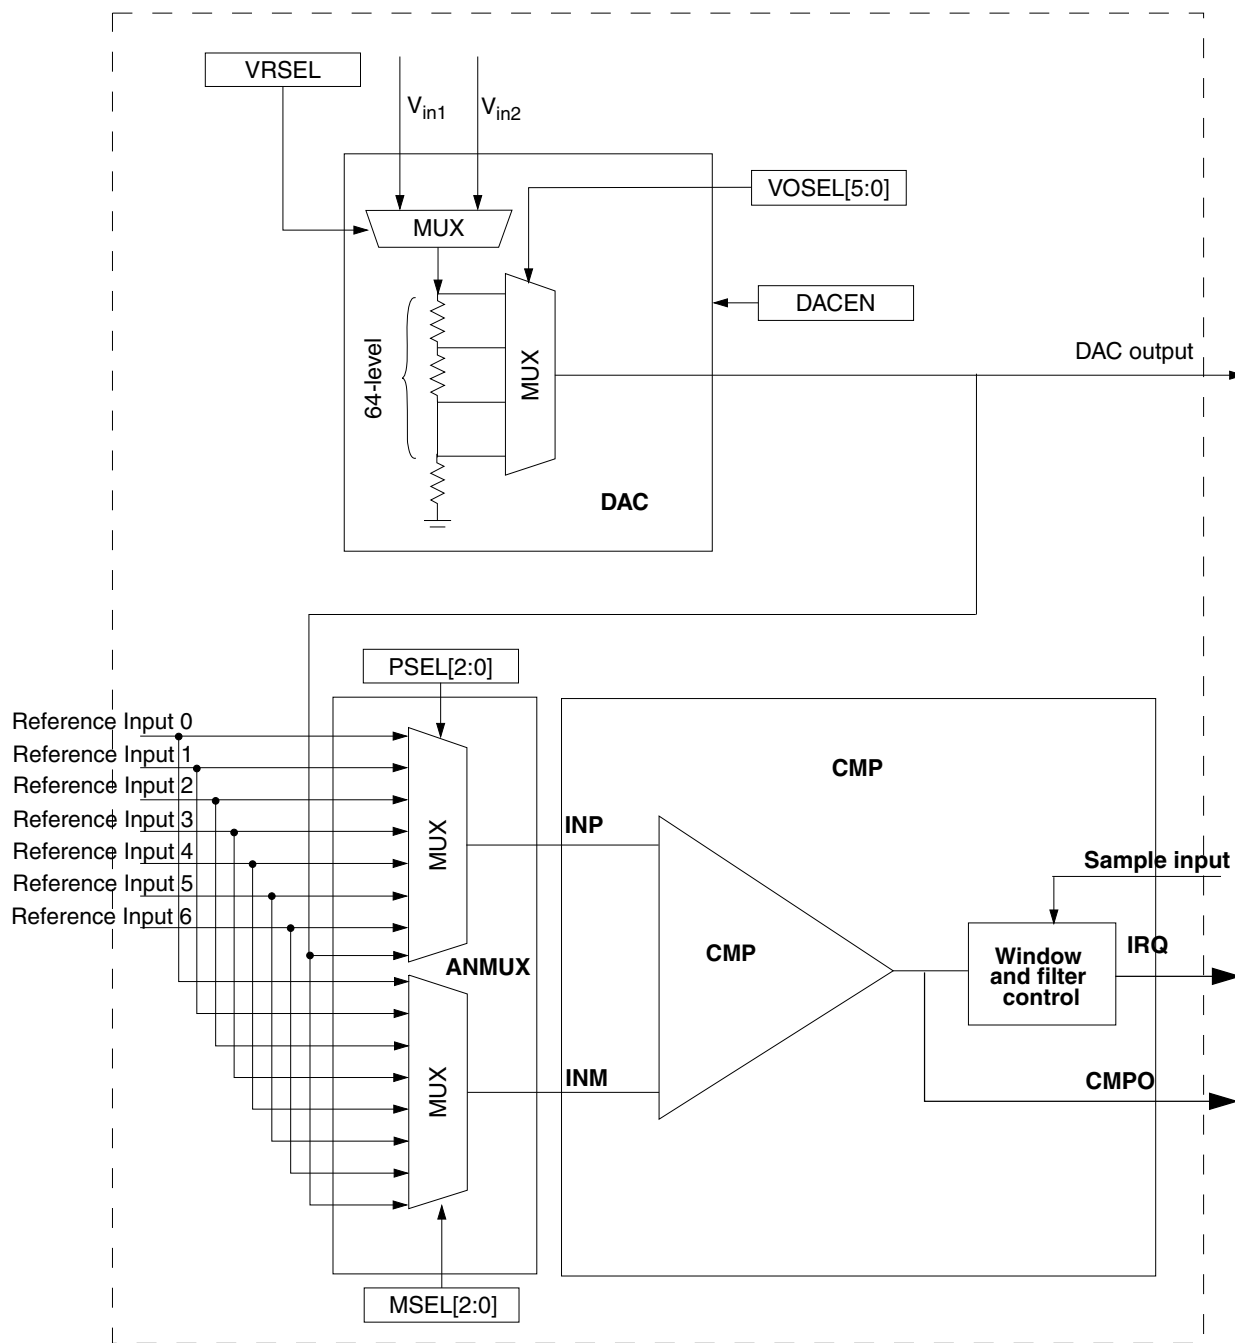 VRSEL
Vin1
Vin2
VOSEL[5:0]
MUX
DACEN
64-level
MUX
DAC output
DAC
PSEL[2:0]
Reference Input 0
Reference Input 1
Reference Input 2
Reference Input 3
Reference Input 4
Reference Input 5
Reference Input 6
MUX
ANMUX
INP
CMP
CMP
Sample input
Window
and filter
control
IRQ
MUX
INM
CMPO
MSEL[2:0]